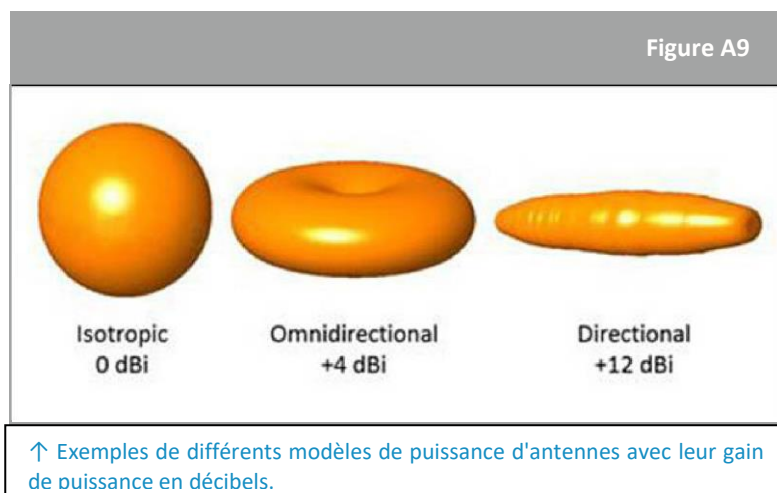 Figure A9
Isotropic Omnidirectional Directional
0 dBi +4 dBi +12 dBi
↑ Exemples de différents modèles de puissance d'antennes avec leur gain
de puissance en décibels.